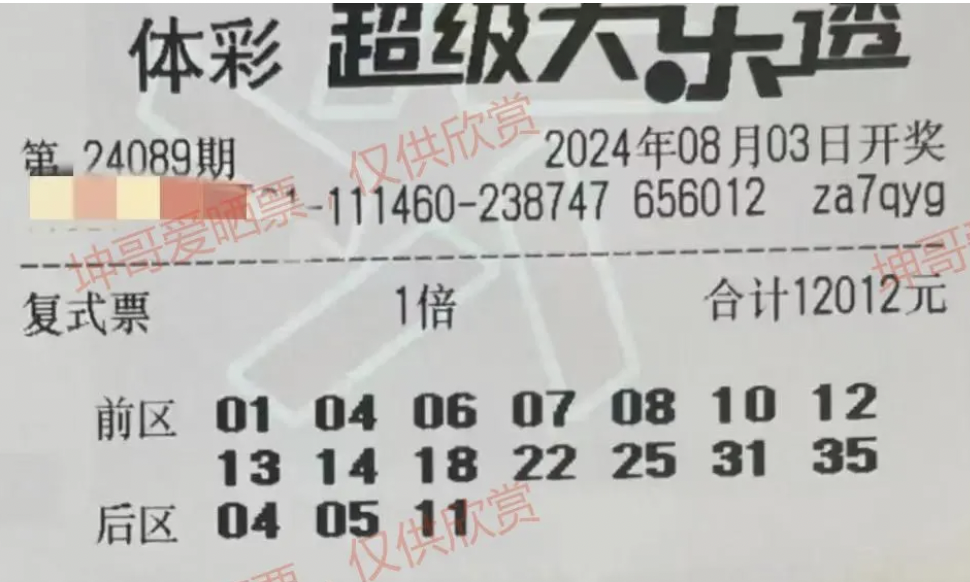 体彩 超级大乐透
第 24089期 2024年08月03日开奖
-111460-238747 656012 za7qyg
复式票 1倍 合计12012元
前区 01 04 06 07 08 10 12
13 14 18 22 25 31 35
后区 04 05 11
坤哥爱晒票，仅供欣赏
坤哥
仅供欣赏